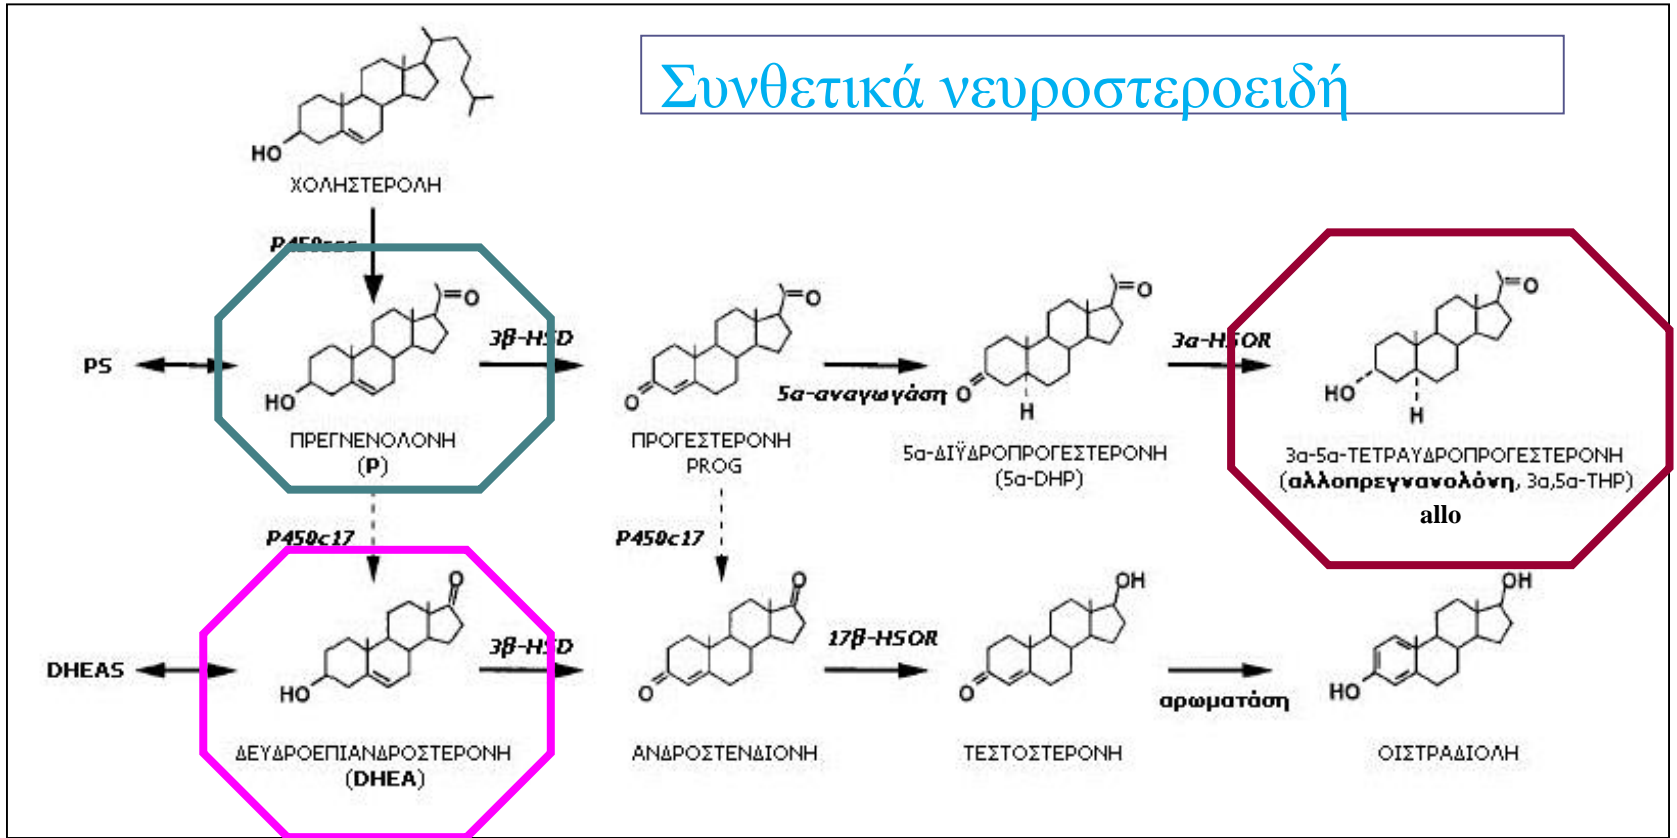 Συνθετικά νευροστεροειδή
HO
ΧΟΛΗΣΤΕΡΟΛΗ
P450scc
PS
HO
O
ΠΡΕΓΝΕΝΟΛΟΝΗ
(P)
3β-HSD
O
O
ΠΡΟΓΕΣΤΕΡΟΝΗ
PROG
5α-αναγωγάση
O
O
H
5α-ΔΙΫΔΡΟΠΡΟΓΕΣΤΕΡΟΝΗ
(5α-DHP)
3α-HSOR
O
HO
H
3α-5α-ΤΕΤΡΑΥΔΡΟΠΡΟΓΕΣΤΕΡΟΝΗ
(αλλοπρεγνανολόνη, 3α,5α-THP)
allo
P450c17
P450c17
DHEAS
O
HO
ΔΕΥΔΡΟΕΠΙΑΝΔΡΟΣΤΕΡΟΝΗ
(DHEA)
3β-HSD
O
O
ΑΝΔΡΟΣΤΕΝΔΙΟΝΗ
17β-HSOR
OH
O
ΤΕΣΤΟΣΤΕΡΟΝΗ
αρωματάση
OH
HO
ΟΙΣΤΡΑΔΙΟΛΗ